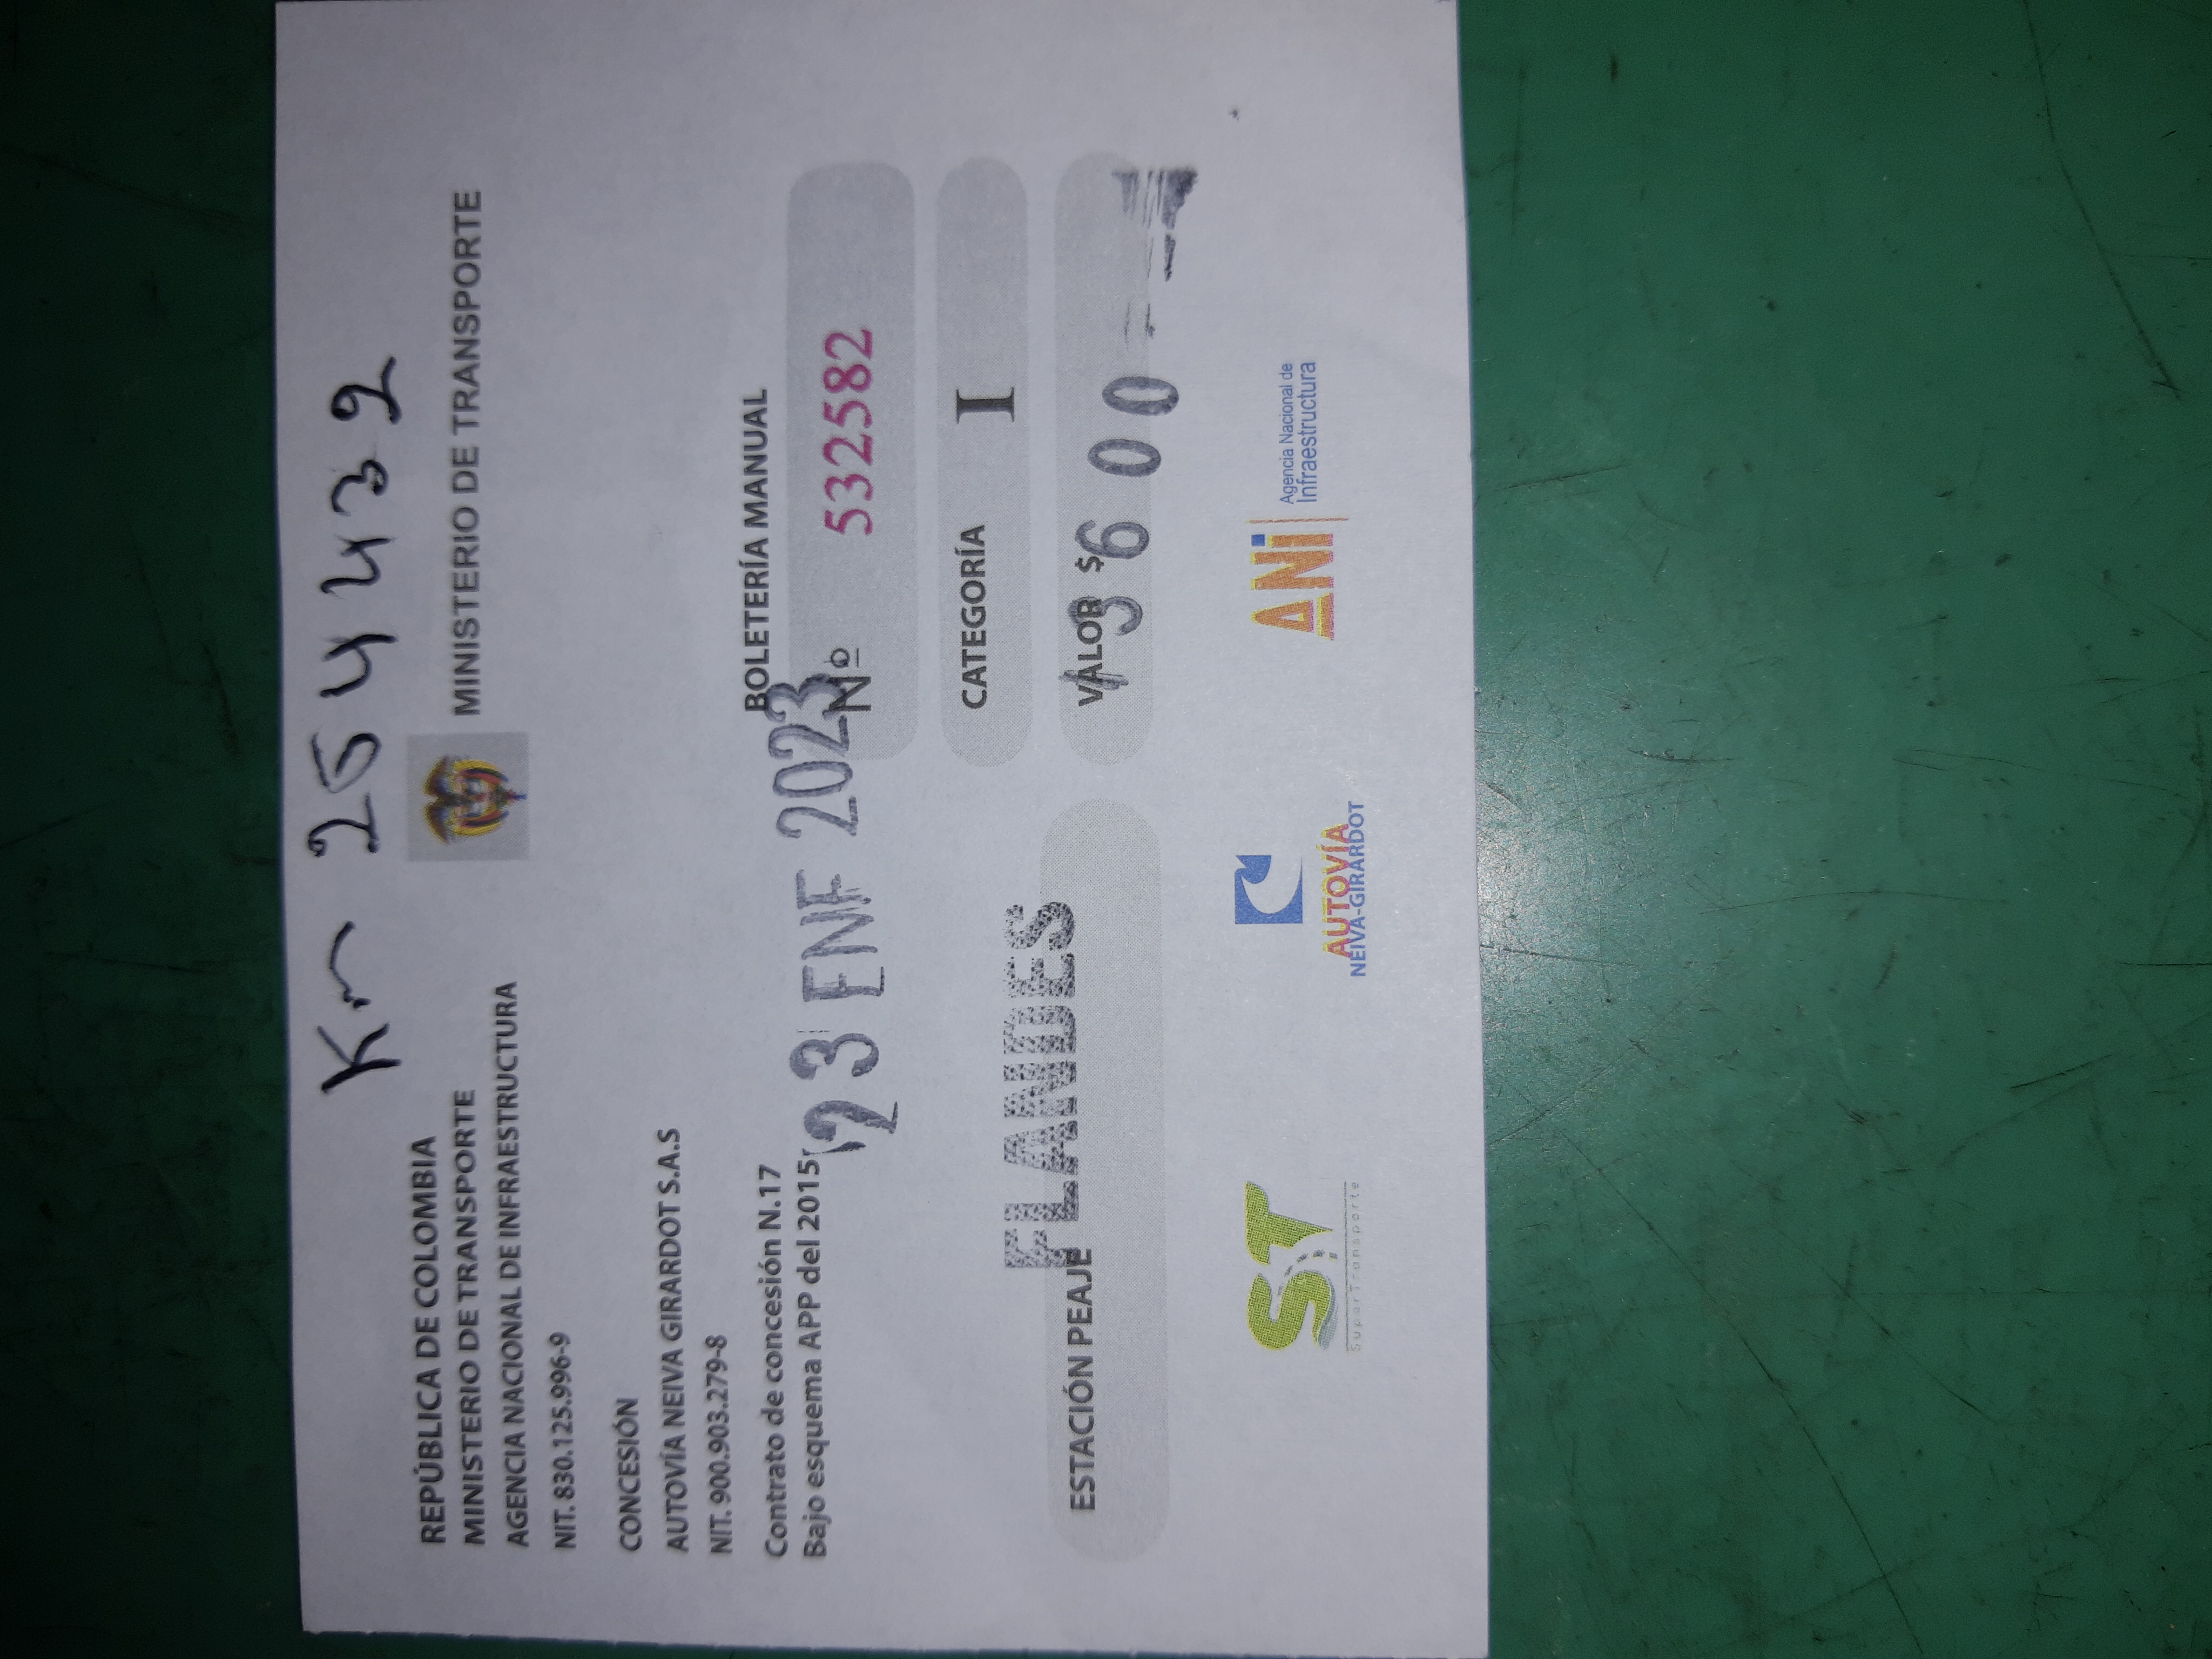 Km 254432
REPÚBLICA DE COLOMBIA
MINISTERIO DE TRANSPORTE
AGENCIA NACIONAL DE INFRAESTRUCTURA
NIT. 830.125.996-9
MINISTERIO DE TRANSPORTE
CONCESIÓN
AUTOVÍA NEIVA GIRARDOT S.A.S
NIT. 900.903.279-8
Contrato de concesión N.17
Bajo esquema APP del 2015
23 ENE 2023
BOLETERÍA MANUAL
Nº 532582
CATEGORÍA I
ESTACIÓN PEAJE FLANDES
VALOR $
13600
ST
SuperTransporte
AUTOVÍA
NEIVA-GIRARDOT
ANi
Agencia Nacional de
Infraestructura